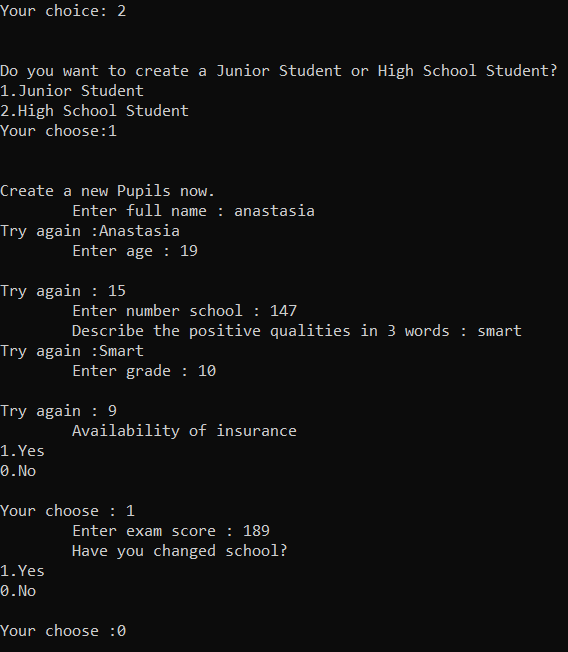 Your choice: 2
Do you want to create a Junior Student or High School Student?
1.Junior Student
2.High School Student
Your choose:1
Create a new Pupils now.
Enter full name : anastasia
Try again :Anastasia
Enter age : 19
Try again : 15
Enter number school : 147
Describe the positive qualities in 3 words : smart
Try again :Smart
Enter grade : 10
Try again : 9
Availability of insurance
1.Yes
0.No
Your choose : 1
Enter exam score : 189
Have you changed school?
1.Yes
0.No
Your choose :0